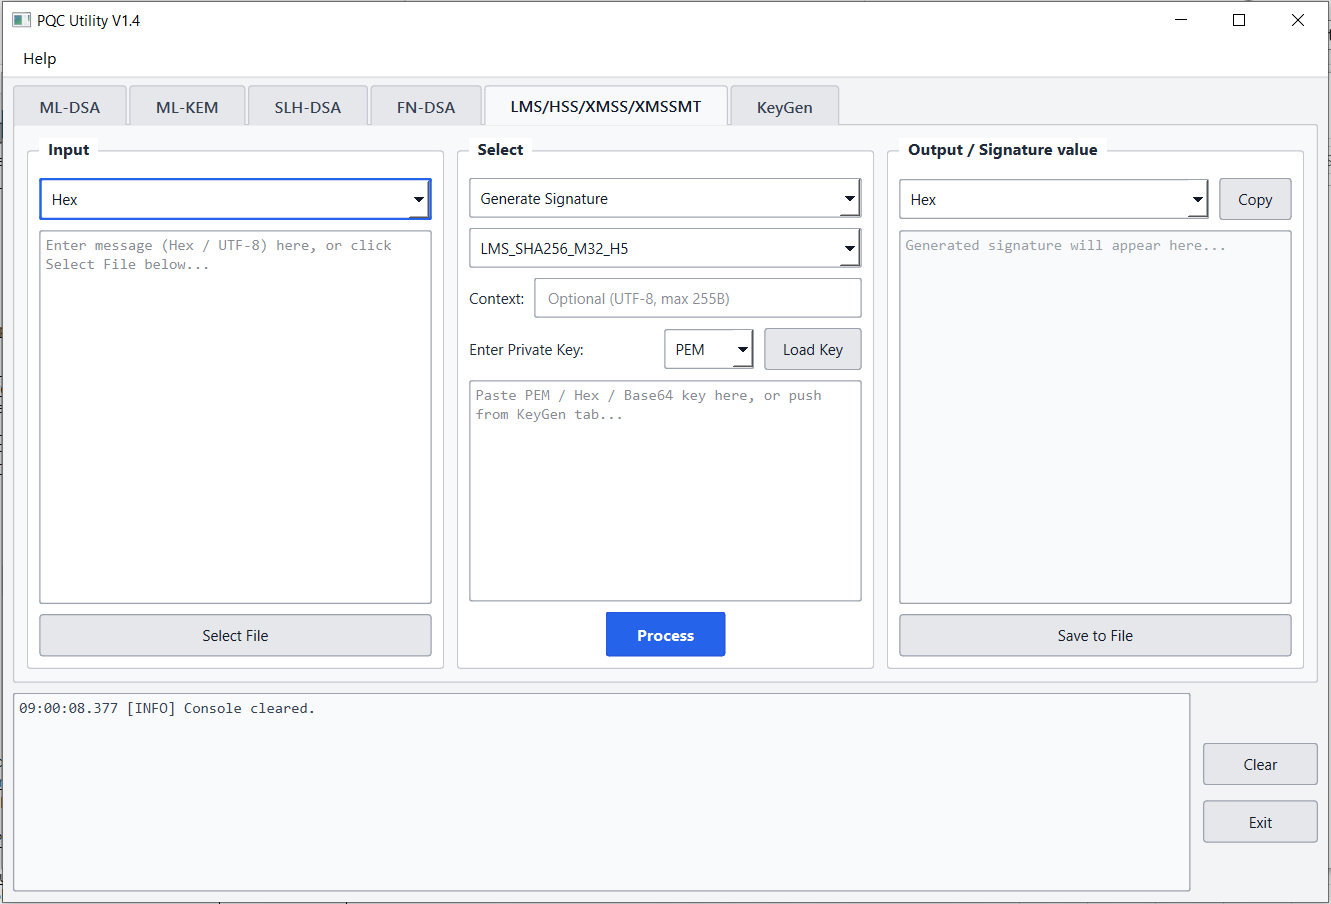 PQC Utility V1.4
Help
ML-DSA
ML-KEM
SLH-DSA
FN-DSA
LMS/HSS/XMSS/XMSSMT
KeyGen
Input
Hex
Enter message (Hex / UTF-8) here, or click
Select File below...
Select File
Select
Generate Signature
LMS_SHA256_M32_H5
Context:
Optional (UTF-8, max 255B)
Enter Private Key:
PEM
Load Key
Paste PEM / Hex / Base64 key here, or push
from KeyGen tab...
Process
Output / Signature value
Hex
Copy
Generated signature will appear here...
Save to File
09:00:08.377 [INFO] Console cleared.
Clear
Exit